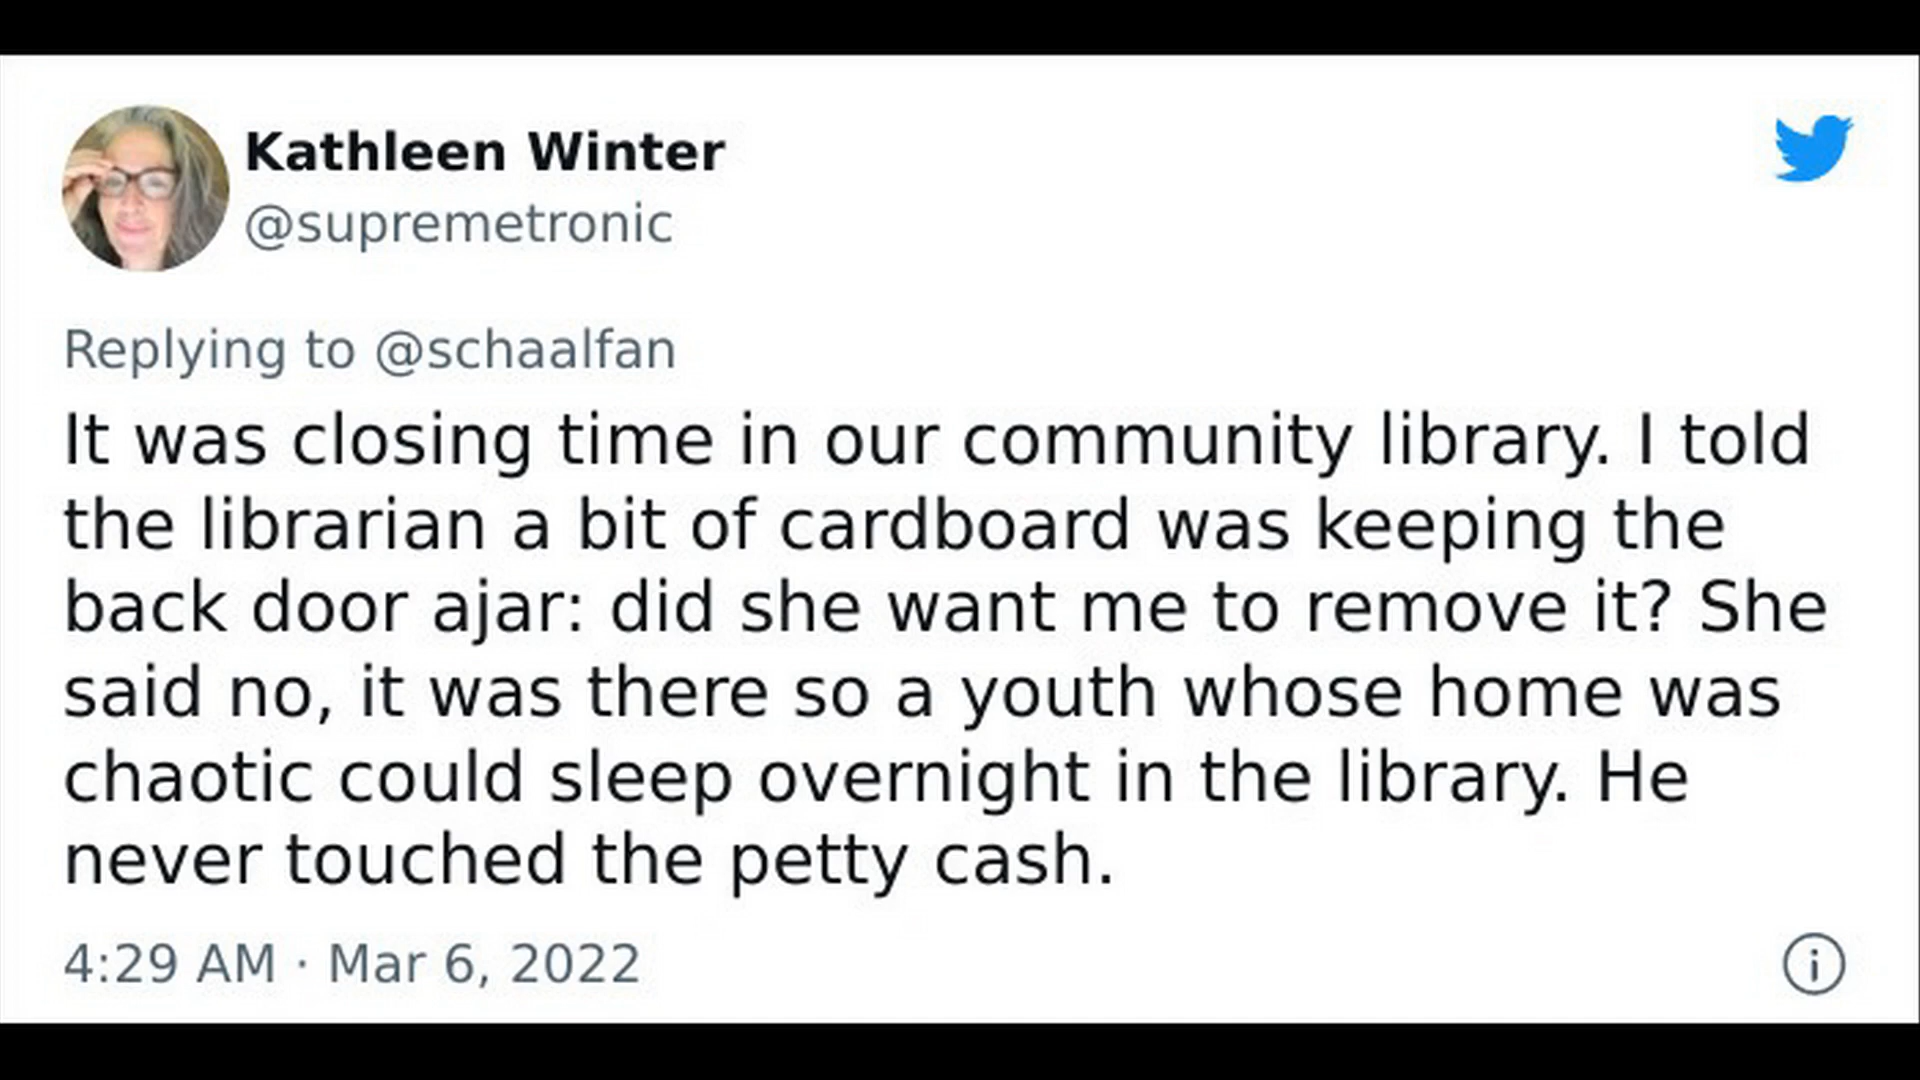 Kathleen Winter
@supremetronic
Replying to @schaalfan
It was closing time in our community library. I told
the librarian a bit of cardboard was keeping the
back door ajar: did she want me to remove it? She
said no, it was there so a youth whose home was
chaotic could sleep overnight in the library. He
never touched the petty cash.
4:29 AM · Mar 6, 2022